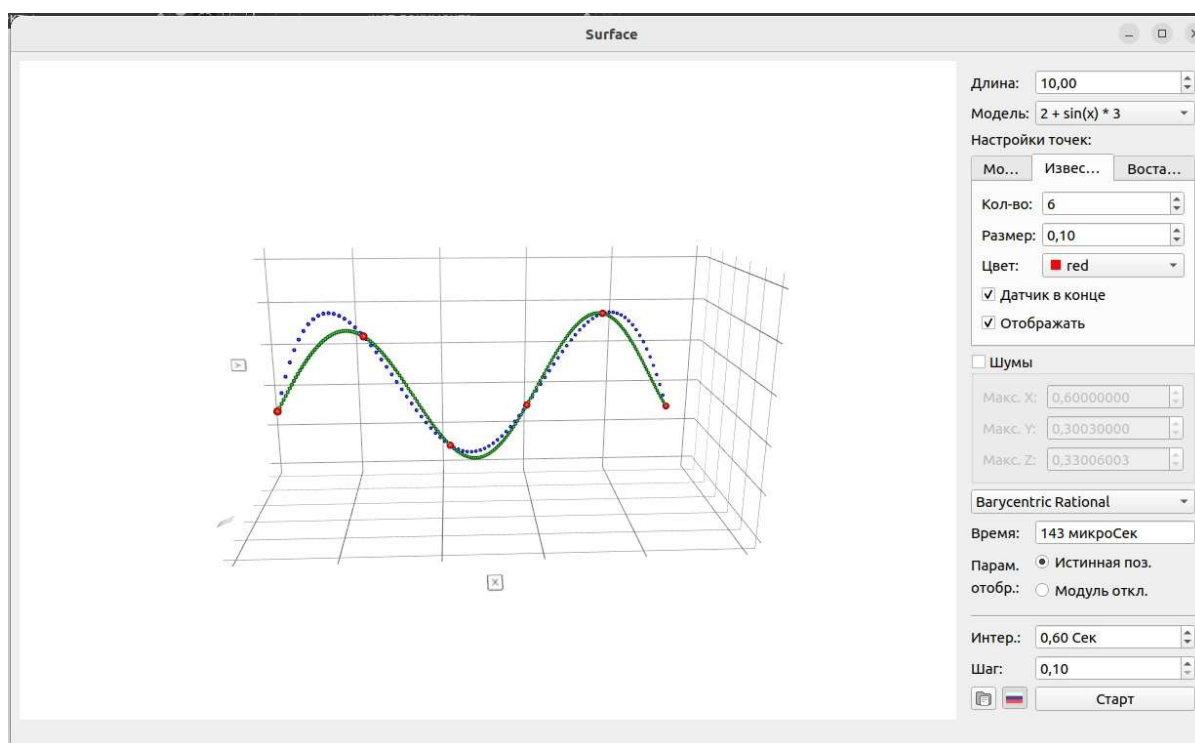 Surface
Длина: 10,00
Модель: 2 + sin(x) * 3
Настройки точек:
Мо... Извес... Воста...
Кол-во: 6
Размер: 0,10
Цвет: red
Датчик в конце
Отображать
Шумы
Макс. X: 0,60000000
Макс. Y: 0,30030000
Макс. Z: 0,33006003
Barycentric Rational
Время: 143 микроСек
Парам. отобр.: Истинная поз.
Модуль откл.
Интер.: 0,60 Сек
Шаг: 0,10
Старт
X